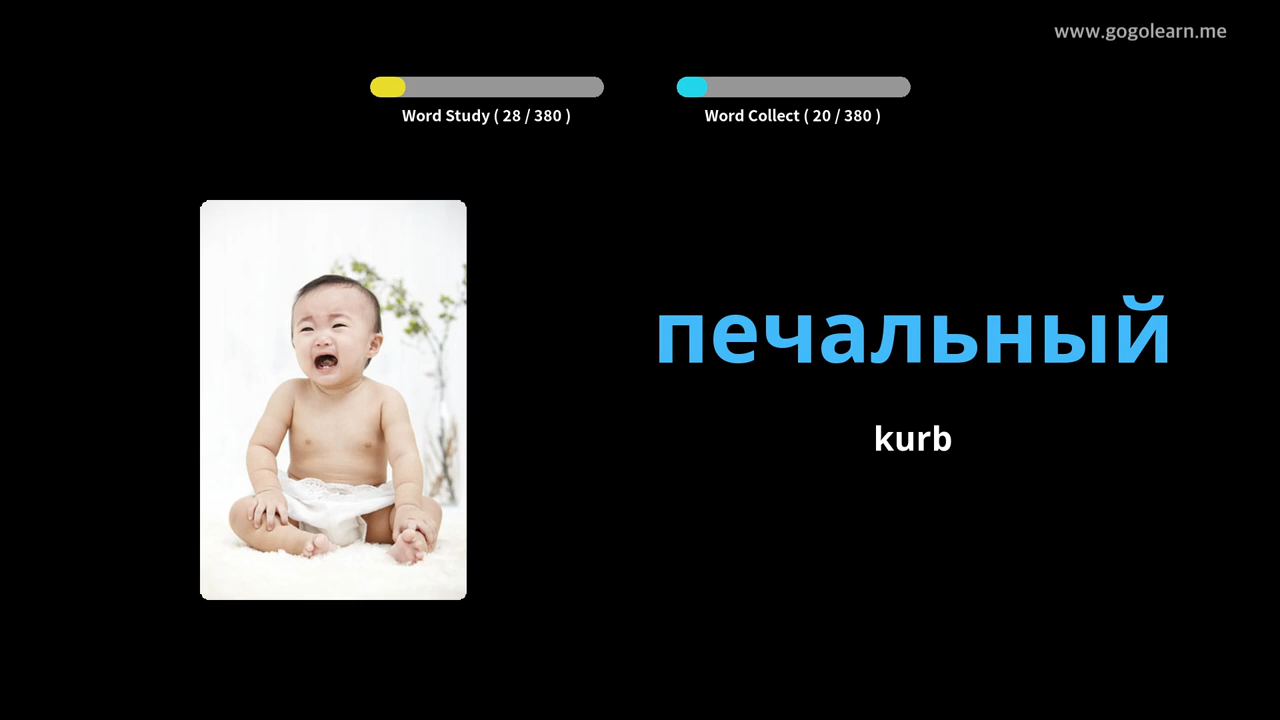 www.gogolearn.me
Word Study ( 28 / 380 )
Word Collect ( 20 / 380 )
печальный
kurb